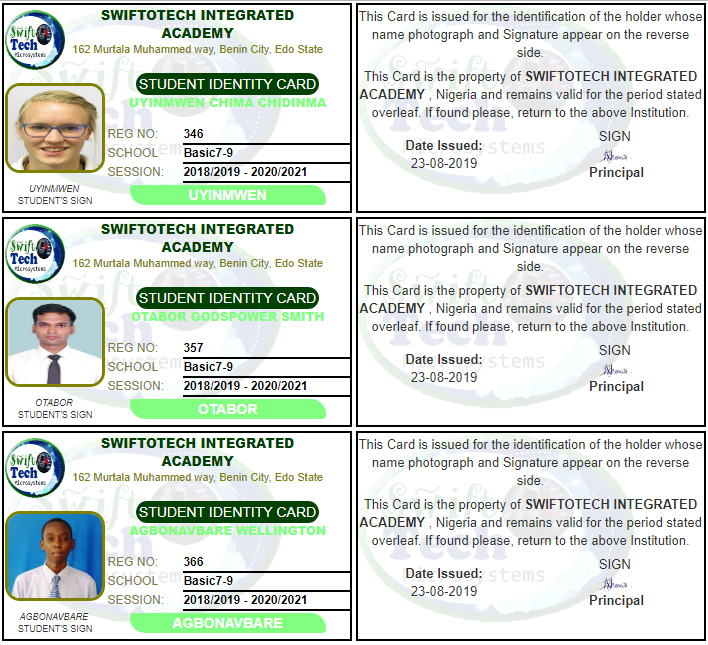 SWIFTOTECH INTEGRATED
ACADEMY
162 Murtala Muhammed way, Benin City, Edo State
Swift
Tech
Microsystems
STUDENT IDENTITY CARD
UYINMWEN CHIMA CHIDINMA
REG NO: 346
SCHOOL Basic7-9
SESSION: 2018/2019 - 2020/2021
UYINMWEN
STUDENT'S SIGN
UYINMWEN
This Card is issued for the identification of the holder whose
name photograph and Signature appear on the reverse
side.
This Card is the property of SWIFTOTECH INTEGRATED
ACADEMY , Nigeria and remains valid for the period stated
overleaf. If found please, return to the above Institution.
Date Issued:
23-08-2019
SIGN
Principal
SWIFTOTECH INTEGRATED
ACADEMY
162 Murtala Muhammed way, Benin City, Edo State
Swift
Tech
Microsystems
STUDENT IDENTITY CARD
OTABOR GODSPOWER SMITH
REG NO: 357
SCHOOL Basic7-9
SESSION: 2018/2019 - 2020/2021
OTABOR
STUDENT'S SIGN
OTABOR
This Card is issued for the identification of the holder whose
name photograph and Signature appear on the reverse
side.
This Card is the property of SWIFTOTECH INTEGRATED
ACADEMY , Nigeria and remains valid for the period stated
overleaf. If found please, return to the above Institution.
Date Issued:
23-08-2019
SIGN
Principal
SWIFTOTECH INTEGRATED
ACADEMY
162 Murtala Muhammed way, Benin City, Edo State
Swift
Tech
Microsystems
STUDENT IDENTITY CARD
AGBONAVBARE WELLINGTON
REG NO: 366
SCHOOL Basic7-9
SESSION: 2018/2019 - 2020/2021
AGBONAVBARE
STUDENT'S SIGN
AGBONAVBARE
This Card is issued for the identification of the holder whose
name photograph and Signature appear on the reverse
side.
This Card is the property of SWIFTOTECH INTEGRATED
ACADEMY , Nigeria and remains valid for the period stated
overleaf. If found please, return to the above Institution.
Date Issued:
23-08-2019
SIGN
Principal